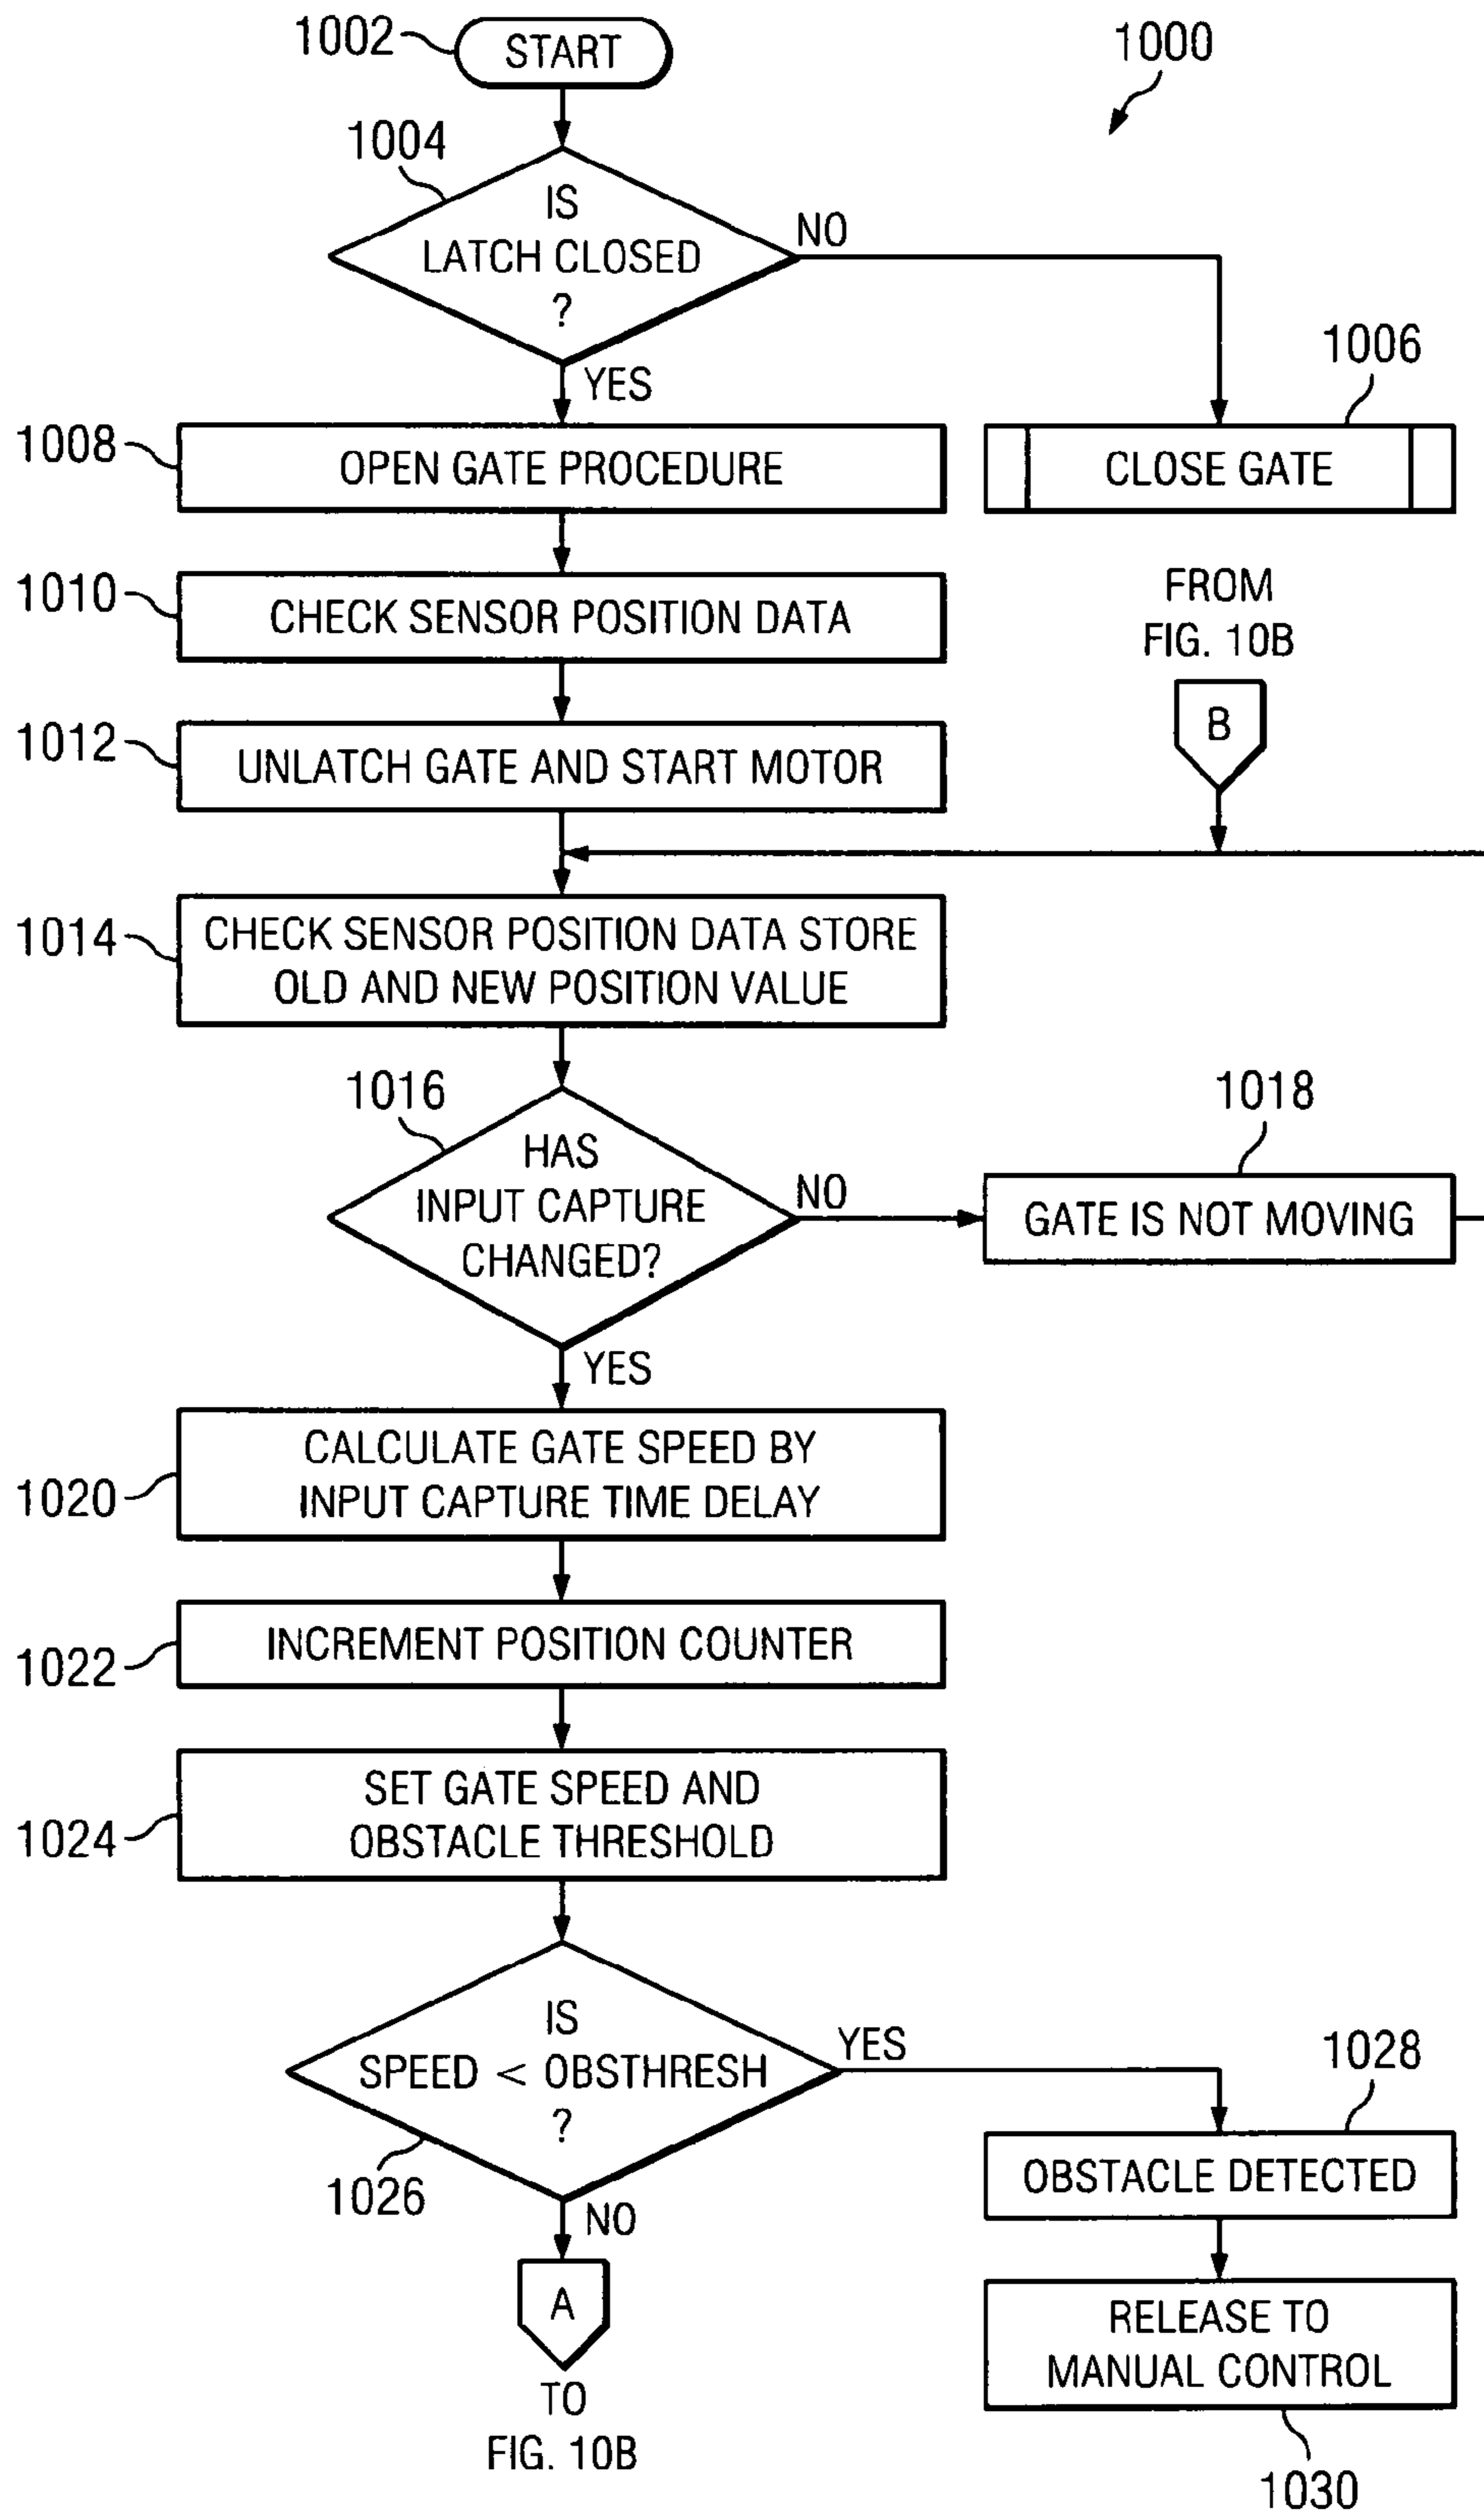 1002
START
1000
1004
IS
LATCH CLOSED
?
NO
YES
1006
1008
OPEN GATE PROCEDURE
CLOSE GATE
1010
CHECK SENSOR POSITION DATA
FROM
FIG. 10B
B
1012
UNLATCH GATE AND START MOTOR
1014
CHECK SENSOR POSITION DATA STORE
OLD AND NEW POSITION VALUE
1016
HAS
INPUT CAPTURE
CHANGED?
NO
1018
GATE IS NOT MOVING
YES
1020
CALCULATE GATE SPEED BY
INPUT CAPTURE TIME DELAY
1022
INCREMENT POSITION COUNTER
1024
SET GATE SPEED AND
OBSTACLE THRESHOLD
IS
SPEED < OBSTHRESH
?
YES
1026
NO
1028
OBSTACLE DETECTED
A
TO
FIG. 10B
RELEASE TO
MANUAL CONTROL
1030